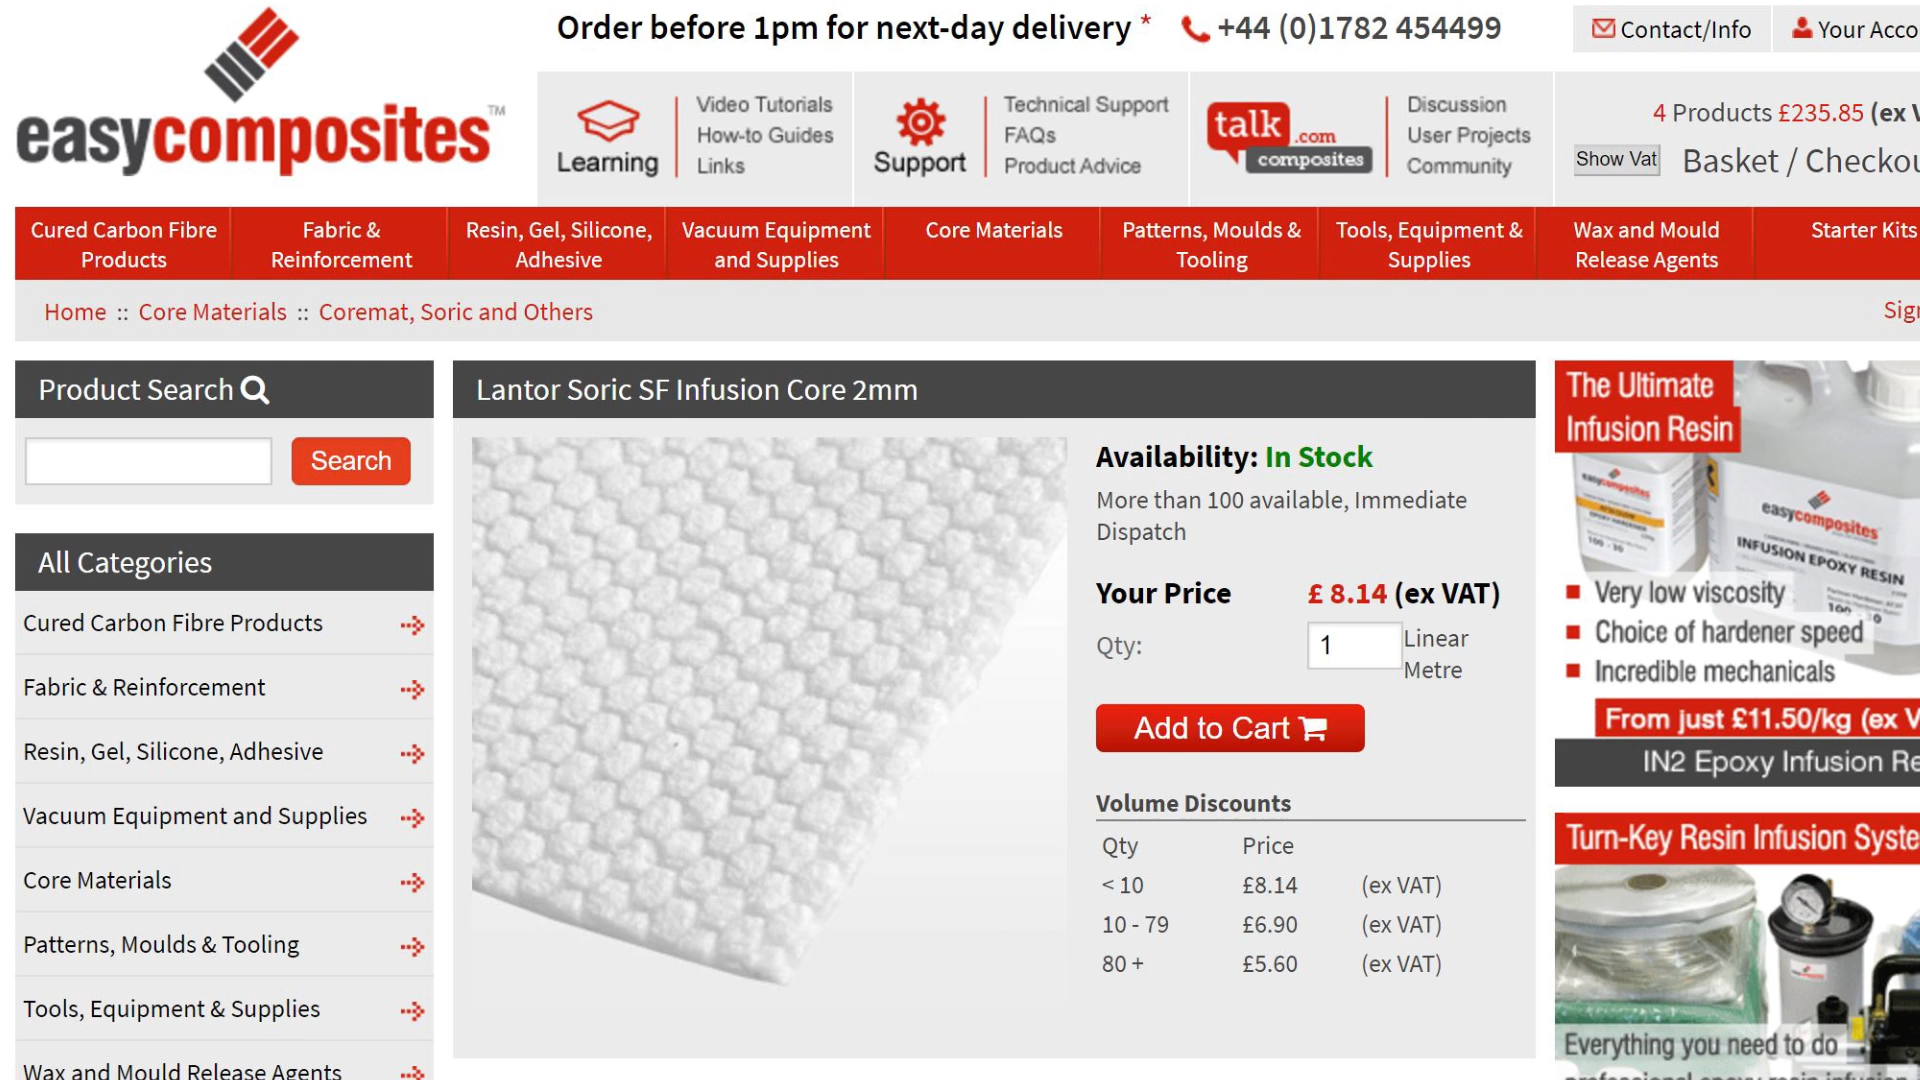 easycomposites™
Order before 1pm for next-day delivery *
+44 (0)1782 454499
Contact/Info
Your Acco
Learning
Video Tutorials
How-to Guides
Links
Support
Technical Support
FAQs
Product Advice
talk.com
composites
Discussion
User Projects
Community
4 Products £235.85 (ex V
Show Vat
Basket / Checkou
Cured Carbon Fibre
Products
Fabric &
Reinforcement
Resin, Gel, Silicone,
Adhesive
Vacuum Equipment
and Supplies
Core Materials
Patterns, Moulds &
Tooling
Tools, Equipment &
Supplies
Wax and Mould
Release Agents
Starter Kits
Home :: Core Materials :: Coremat, Soric and Others
Sign
Product Search
Search
All Categories
Cured Carbon Fibre Products
Fabric & Reinforcement
Resin, Gel, Silicone, Adhesive
Vacuum Equipment and Supplies
Core Materials
Patterns, Moulds & Tooling
Tools, Equipment & Supplies
Wax and Mould Release Agents
Lantor Soric SF Infusion Core 2mm
Availability: In Stock
More than 100 available, Immediate
Dispatch
Your Price £ 8.14 (ex VAT)
Qty: 1 Linear
Metre
Add to Cart
Volume Discounts
Qty Price
< 10 £8.14 (ex VAT)
10 - 79 £6.90 (ex VAT)
80 + £5.60 (ex VAT)
The Ultimate
Infusion Resin
easycomposites
easycomposites
INFUSION EPOXY RESIN
EPOXY HARDENER
100 - 30
Very low viscosity
Choice of hardener speed
Incredible mechanicals
From just £11.50/kg (ex V
IN2 Epoxy Infusion Re
Turn-Key Resin Infusion Syste
Everything you need to do
professional epoxy resin infusion